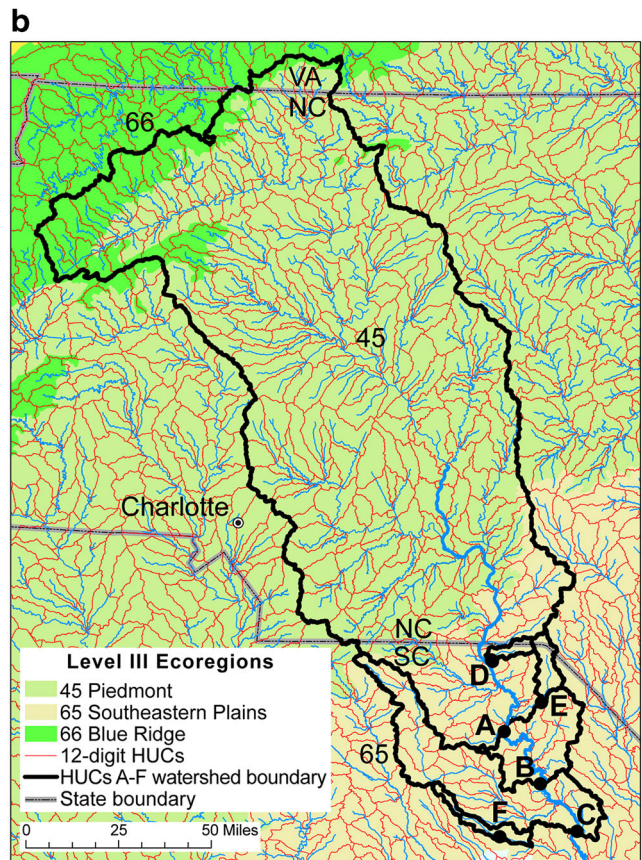 b
VA
NC
66
45
Charlotte
NC
SC
D
E
A
65
B
F
C
Level III Ecoregions
45 Piedmont
65 Southeastern Plains
66 Blue Ridge
12-digit HUCs
HUCs A-F watershed boundary
State boundary
0 25 50 Miles